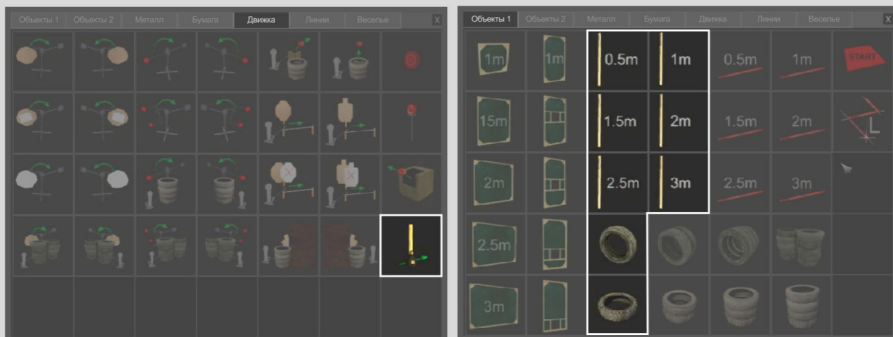 Объекты 1 Объекты 2 Металл Бумага Движка Линии Веселье X
Объекты 1 Объекты 2 Металл Бумага Движка Линии Веселье X
1m 1m 0.5m 1m 0.5m 1m START
15m 1.5m 2m 1.5m 2m L
2m 2.5m 3m 2.5m 3m
2.5m
3m